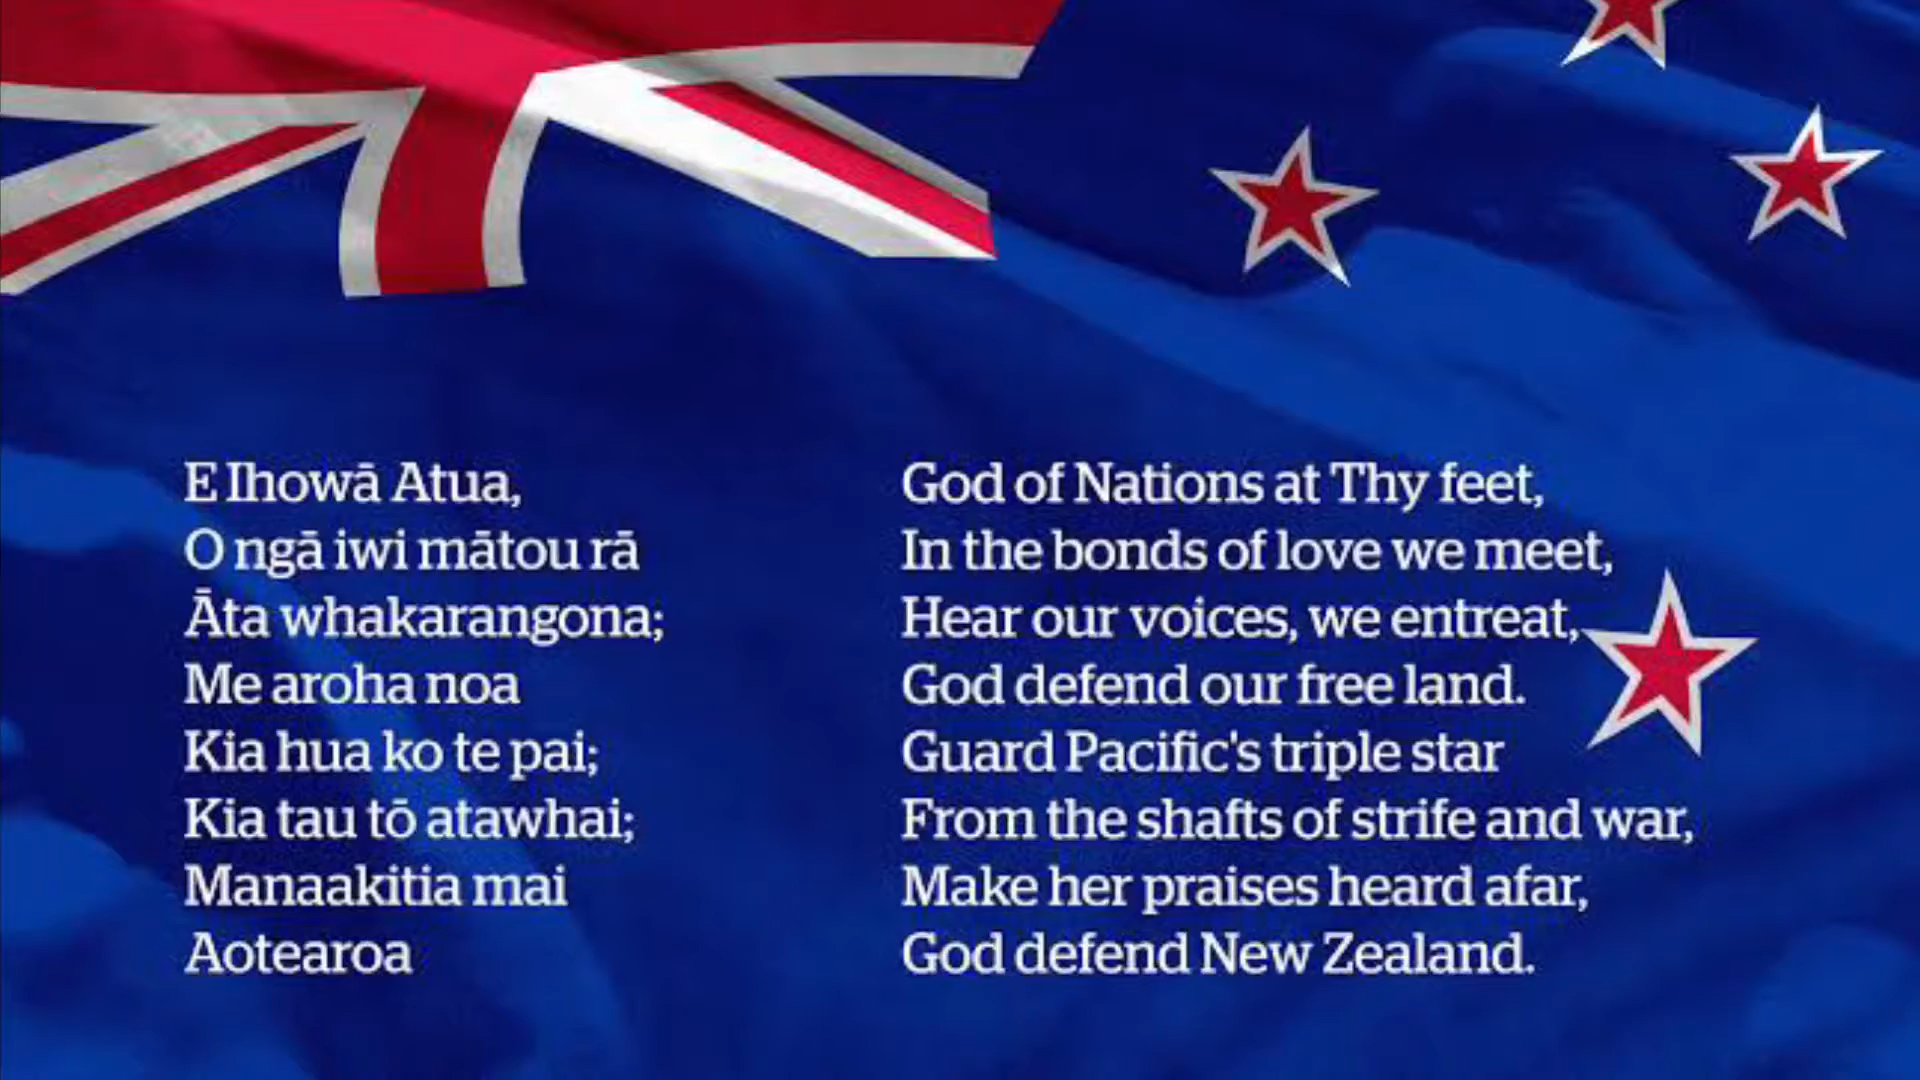 E Ihowā Atua,
O ngā iwi mātou rā
Āta whakarangona;
Me aroha noa
Kia hua ko te pai;
Kia tau tō atawhai;
Manaakitia mai
Aotearoa
God of Nations at Thy feet,
In the bonds of love we meet,
Hear our voices, we entreat,
God defend our free land.
Guard Pacific's triple star
From the shafts of strife and war,
Make her praises heard afar,
God defend New Zealand.